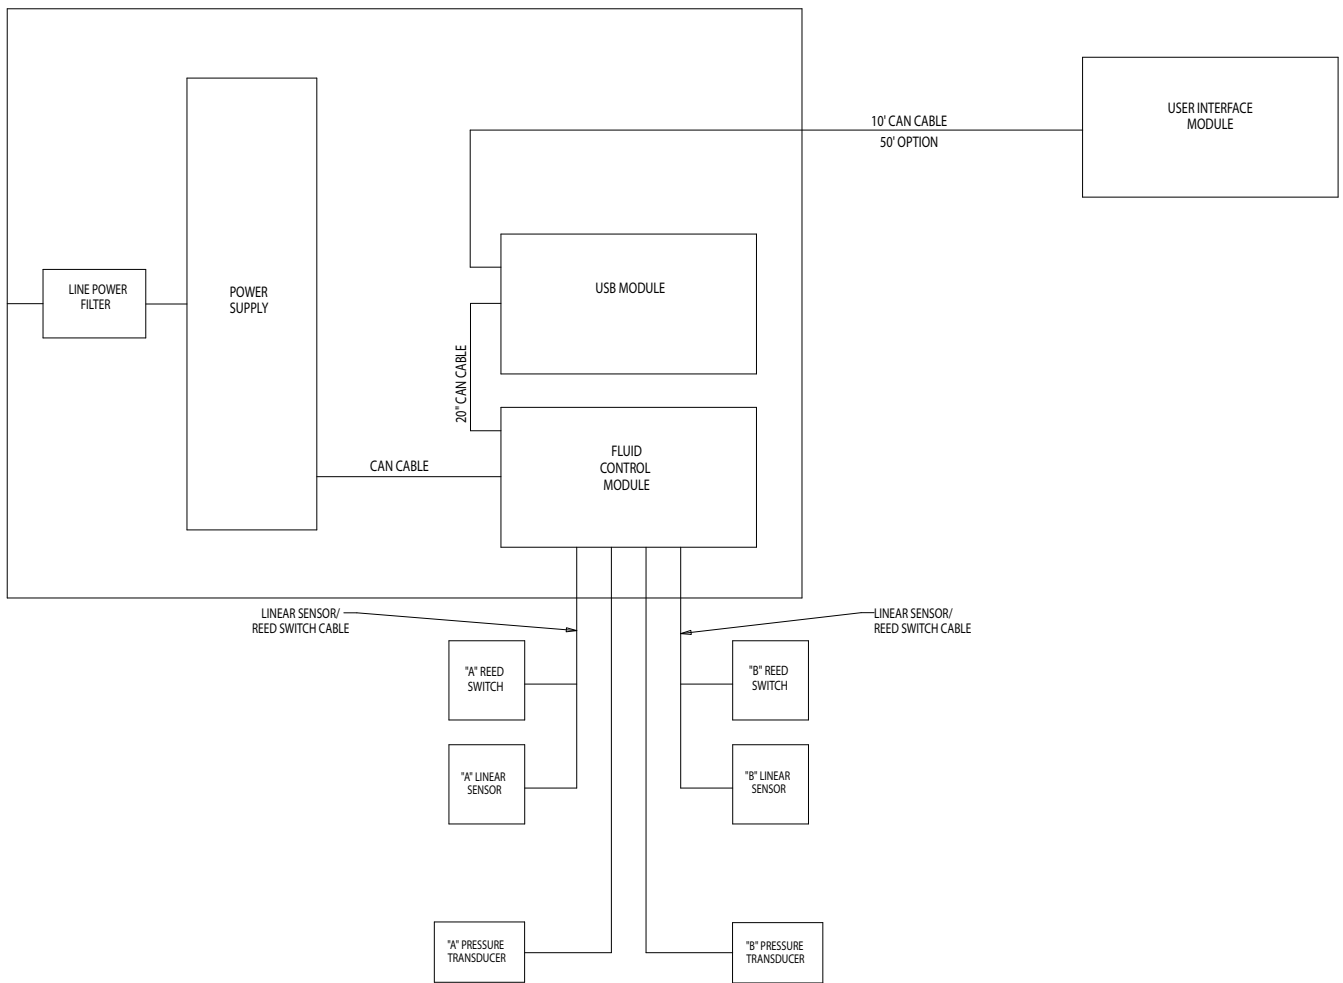 10' CAN CABLE
50' OPTION
USER INTERFACE
MODULE
LINE POWER
FILTER
POWER
SUPPLY
USB MODULE
20" CAN CABLE
CAN CABLE
FLUID
CONTROL
MODULE
LINEAR SENSOR/
REED SWITCH CABLE
LINEAR SENSOR/
REED SWITCH CABLE
"A" REED
SWITCH
"B" REED
SWITCH
"A" LINEAR
SENSOR
"B" LINEAR
SENSOR
"A" PRESSURE
TRANSDUCER
"B" PRESSURE
TRANSDUCER